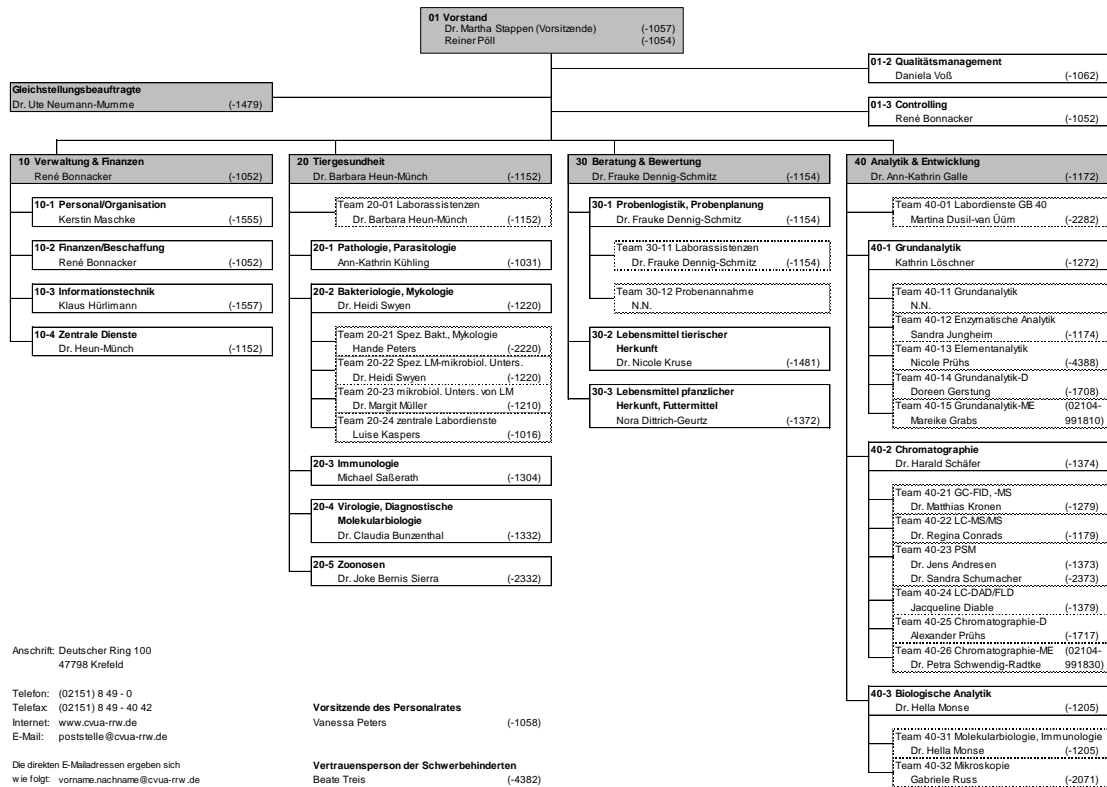 01 Vorstand
Dr. Martha Stappen (Vorsitzende) (-1057)
Reiner Pöll (-1054)
01-2 Qualitätsmanagement
Daniela Voß (-1062)
01-3 Controlling
René Bonnacker (-1052)
Gleichstellungsbeauftragte
Dr. Ute Neumann-Mumme (-1479)
10 Verwaltung & Finanzen
René Bonnacker (-1052)
10-1 Personal/Organisation
Kerstin Maschke (-1555)
10-2 Finanzen/Beschaffung
René Bonnacker (-1052)
10-3 Informationstechnik
Klaus Hürlimann (-1557)
10-4 Zentrale Dienste
Dr. Heun-Münch (-1152)
20 Tiergesundheit
Dr. Barbara Heun-Münch (-1152)
Team 20-01 Laborassistenzen
Dr. Barbara Heun-Münch (-1152)
20-1 Pathologie, Parasitologie
Ann-Kathrin Kühling (-1031)
20-2 Bakteriologie, Mykologie
Dr. Heidi Swyen (-1220)
Team 20-21 Spez. Bakt., Mykologie
Hande Peters (-2220)
Team 20-22 Spez. LM-mikrobiol. Unters.
Dr. Heidi Swyen (-1220)
Team 20-23 mikrobiol. Unters. von LM
Dr. Margit Müller (-1210)
Team 20-24 zentrale Labordienste
Luise Kaspers (-1016)
20-3 Immunologie
Michael Saßerath (-1304)
20-4 Virologie, Diagnostische
Molekularbiologie
Dr. Claudia Bunzenthal (-1332)
20-5 Zoonosen
Dr. Joke Bernis Sierra (-2332)
30 Beratung & Bewertung
Dr. Frauke Dennig-Schmitz (-1154)
30-1 Probenlogistik, Probenplanung
Dr. Frauke Dennig-Schmitz (-1154)
Team 30-11 Laborassistenzen
Dr. Frauke Dennig-Schmitz (-1154)
Team 30-12 Probenannahme
N.N.
30-2 Lebensmittel tierischer
Herkunft
Dr. Nicole Kruse (-1481)
30-3 Lebensmittel pfanzlicher
Herkunft, Futtermittel
Nora Dittrich-Geurtz (-1372)
40 Analytik & Entwicklung
Dr. Ann-Kathrin Galle (-1172)
Team 40-01 Labordienste GB 40
Martina Dusil-van Üüm (-2282)
40-1 Grundanalytik
Kathrin Löschner (-1272)
Team 40-11 Grundanalytik
N.N.
Team 40-12 Enzymatische Analytik
Sandra Jungheim (-1174)
Team 40-13 Elementanalytik
Nicole Prühs (-4388)
Team 40-14 Grundanalytik-D
Doreen Gerstung (-1708)
Team 40-15 Grundanalytik-ME (02104-
Mareike Grabs 991810)
40-2 Chromatographie
Dr. Harald Schäfer (-1374)
Team 40-21 GC-FID, -MS
Dr. Matthias Kronen (-1279)
Team 40-22 LC-MS/MS
Dr. Regina Conrads (-1179)
Team 40-23 PSM
Dr. Jens Andresen (-1373)
Dr. Sandra Schumacher (-2373)
Team 40-24 LC-DAD/FLD
Jacqueline Diable (-1379)
Team 40-25 Chromatographie-D
Alexander Prühs (-1717)
Team 40-26 Chromatographie-ME (02104-
Dr. Petra Schwendig-Radtke 991830)
40-3 Biologische Analytik
Dr. Hella Monse (-1205)
Team 40-31 Molekularbiologie, Immunologie
Dr. Hella Monse (-1205)
Team 40-32 Mikroskopie
Gabriele Russ (-2071)
Anschrift: Deutscher Ring 100
47798 Krefeld
Telefon: (02151) 8 49 - 0
Telefax: (02151) 8 49 - 40 42
Internet: www.cvua-rrw.de
E-Mail: poststelle@cvua-rrw.de
Die direkten E-Mailadressen ergeben sich
wie folgt: vorname.nachname@cvua-rrw.de
Vorsitzende des Personalrates
Vanessa Peters (-1058)
Vertrauensperson der Schwerbehinderten
Beate Treis (-4382)